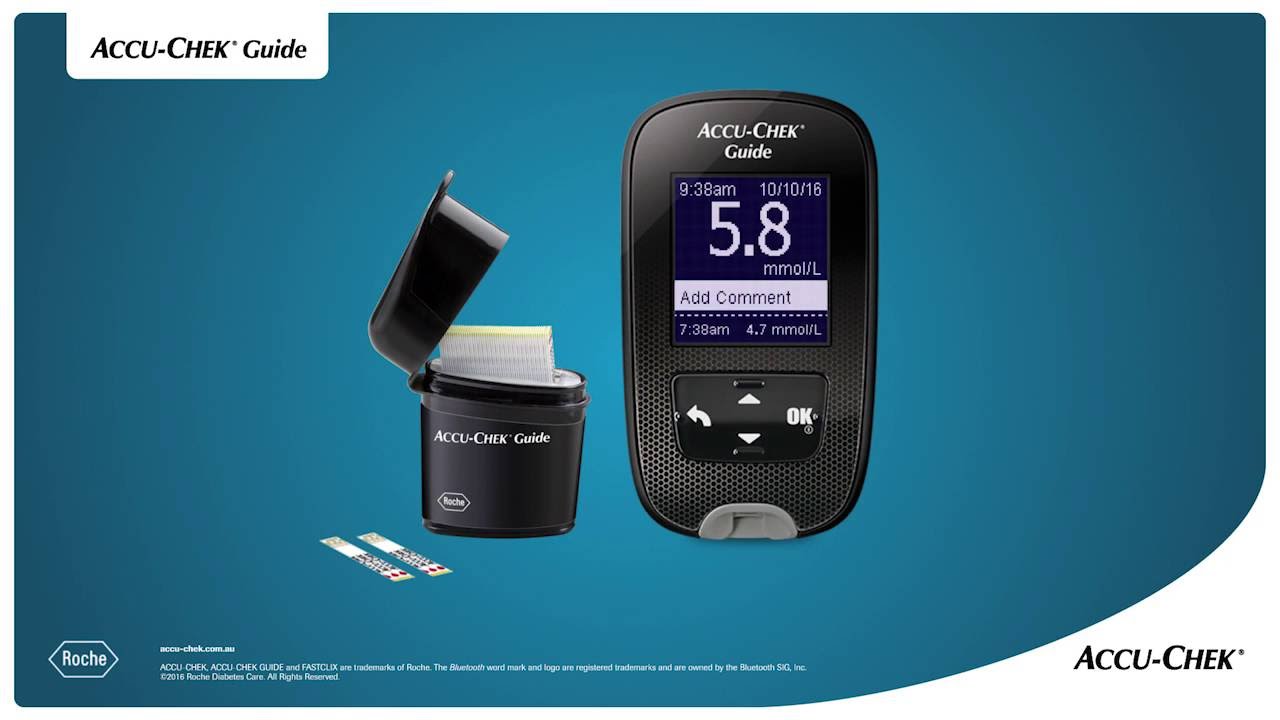 ACCU-CHEK® Guide
ACCU-CHEK®
Guide
9:38am 10/10/16
5.8
mmol/L
Add Comment
7:38am 4.7 mmol/L
OK
ACCU-CHEK® Guide
Roche
Roche
accu-chek.com.au
ACCU-CHEK, ACCU-CHEK GUIDE and FASTCLIX are trademarks of Roche. The Bluetooth word mark and logo are registered trademarks and are owned by the Bluetooth SIG, Inc.
©2016 Roche Diabetes Care. All Rights Reserved.
ACCU-CHEK®